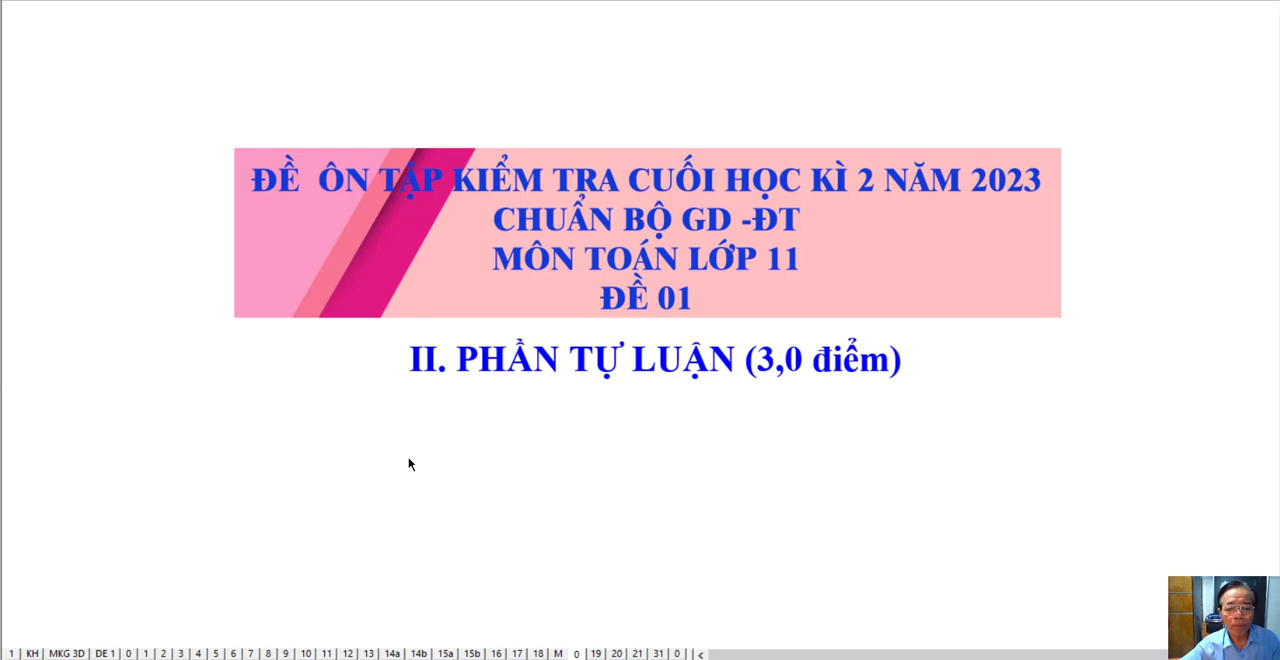 ĐỀ ÔN TẬP KIỂM TRA CUỐI HỌC KÌ 2 NĂM 2023
CHUẨN BỘ GD -ĐT
MÔN TOÁN LỚP 11
ĐỀ 01
II. PHẦN TỰ LUẬN (3,0 điểm)
1 | KH | MKG 3D | DE 1 | 0 | 1 | 2 | 3 | 4 | 5 | 6 | 7 | 8 | 9 | 10 | 11 | 12 | 13 | 14a | 14b | 15a | 15b | 16 | 17 | 18 | M 0 | 19 | 20 | 21 | 31 | 0 | | <